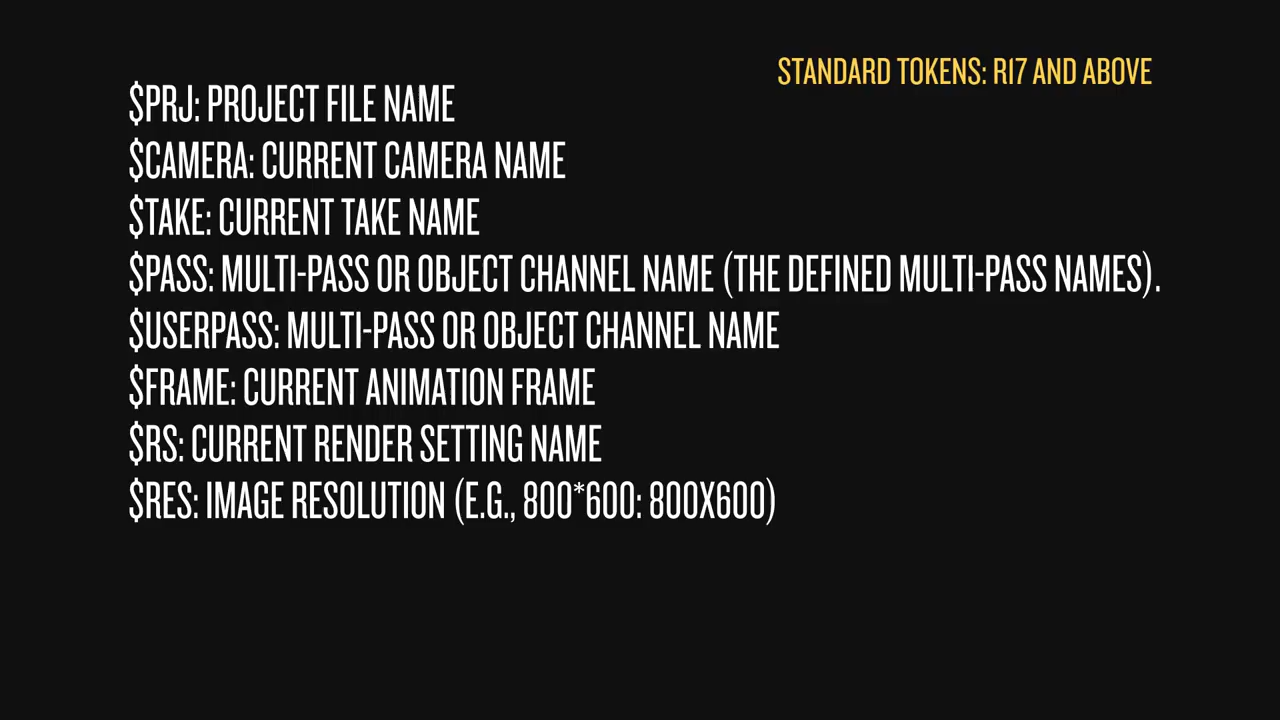 STANDARD TOKENS: R17 AND ABOVE
$PRJ: PROJECT FILE NAME
$CAMERA: CURRENT CAMERA NAME
$TAKE: CURRENT TAKE NAME
$PASS: MULTI-PASS OR OBJECT CHANNEL NAME (THE DEFINED MULTI-PASS NAMES).
$USERPASS: MULTI-PASS OR OBJECT CHANNEL NAME
$FRAME: CURRENT ANIMATION FRAME
$RS: CURRENT RENDER SETTING NAME
$RES: IMAGE RESOLUTION (E.G., 800*600: 800X600)